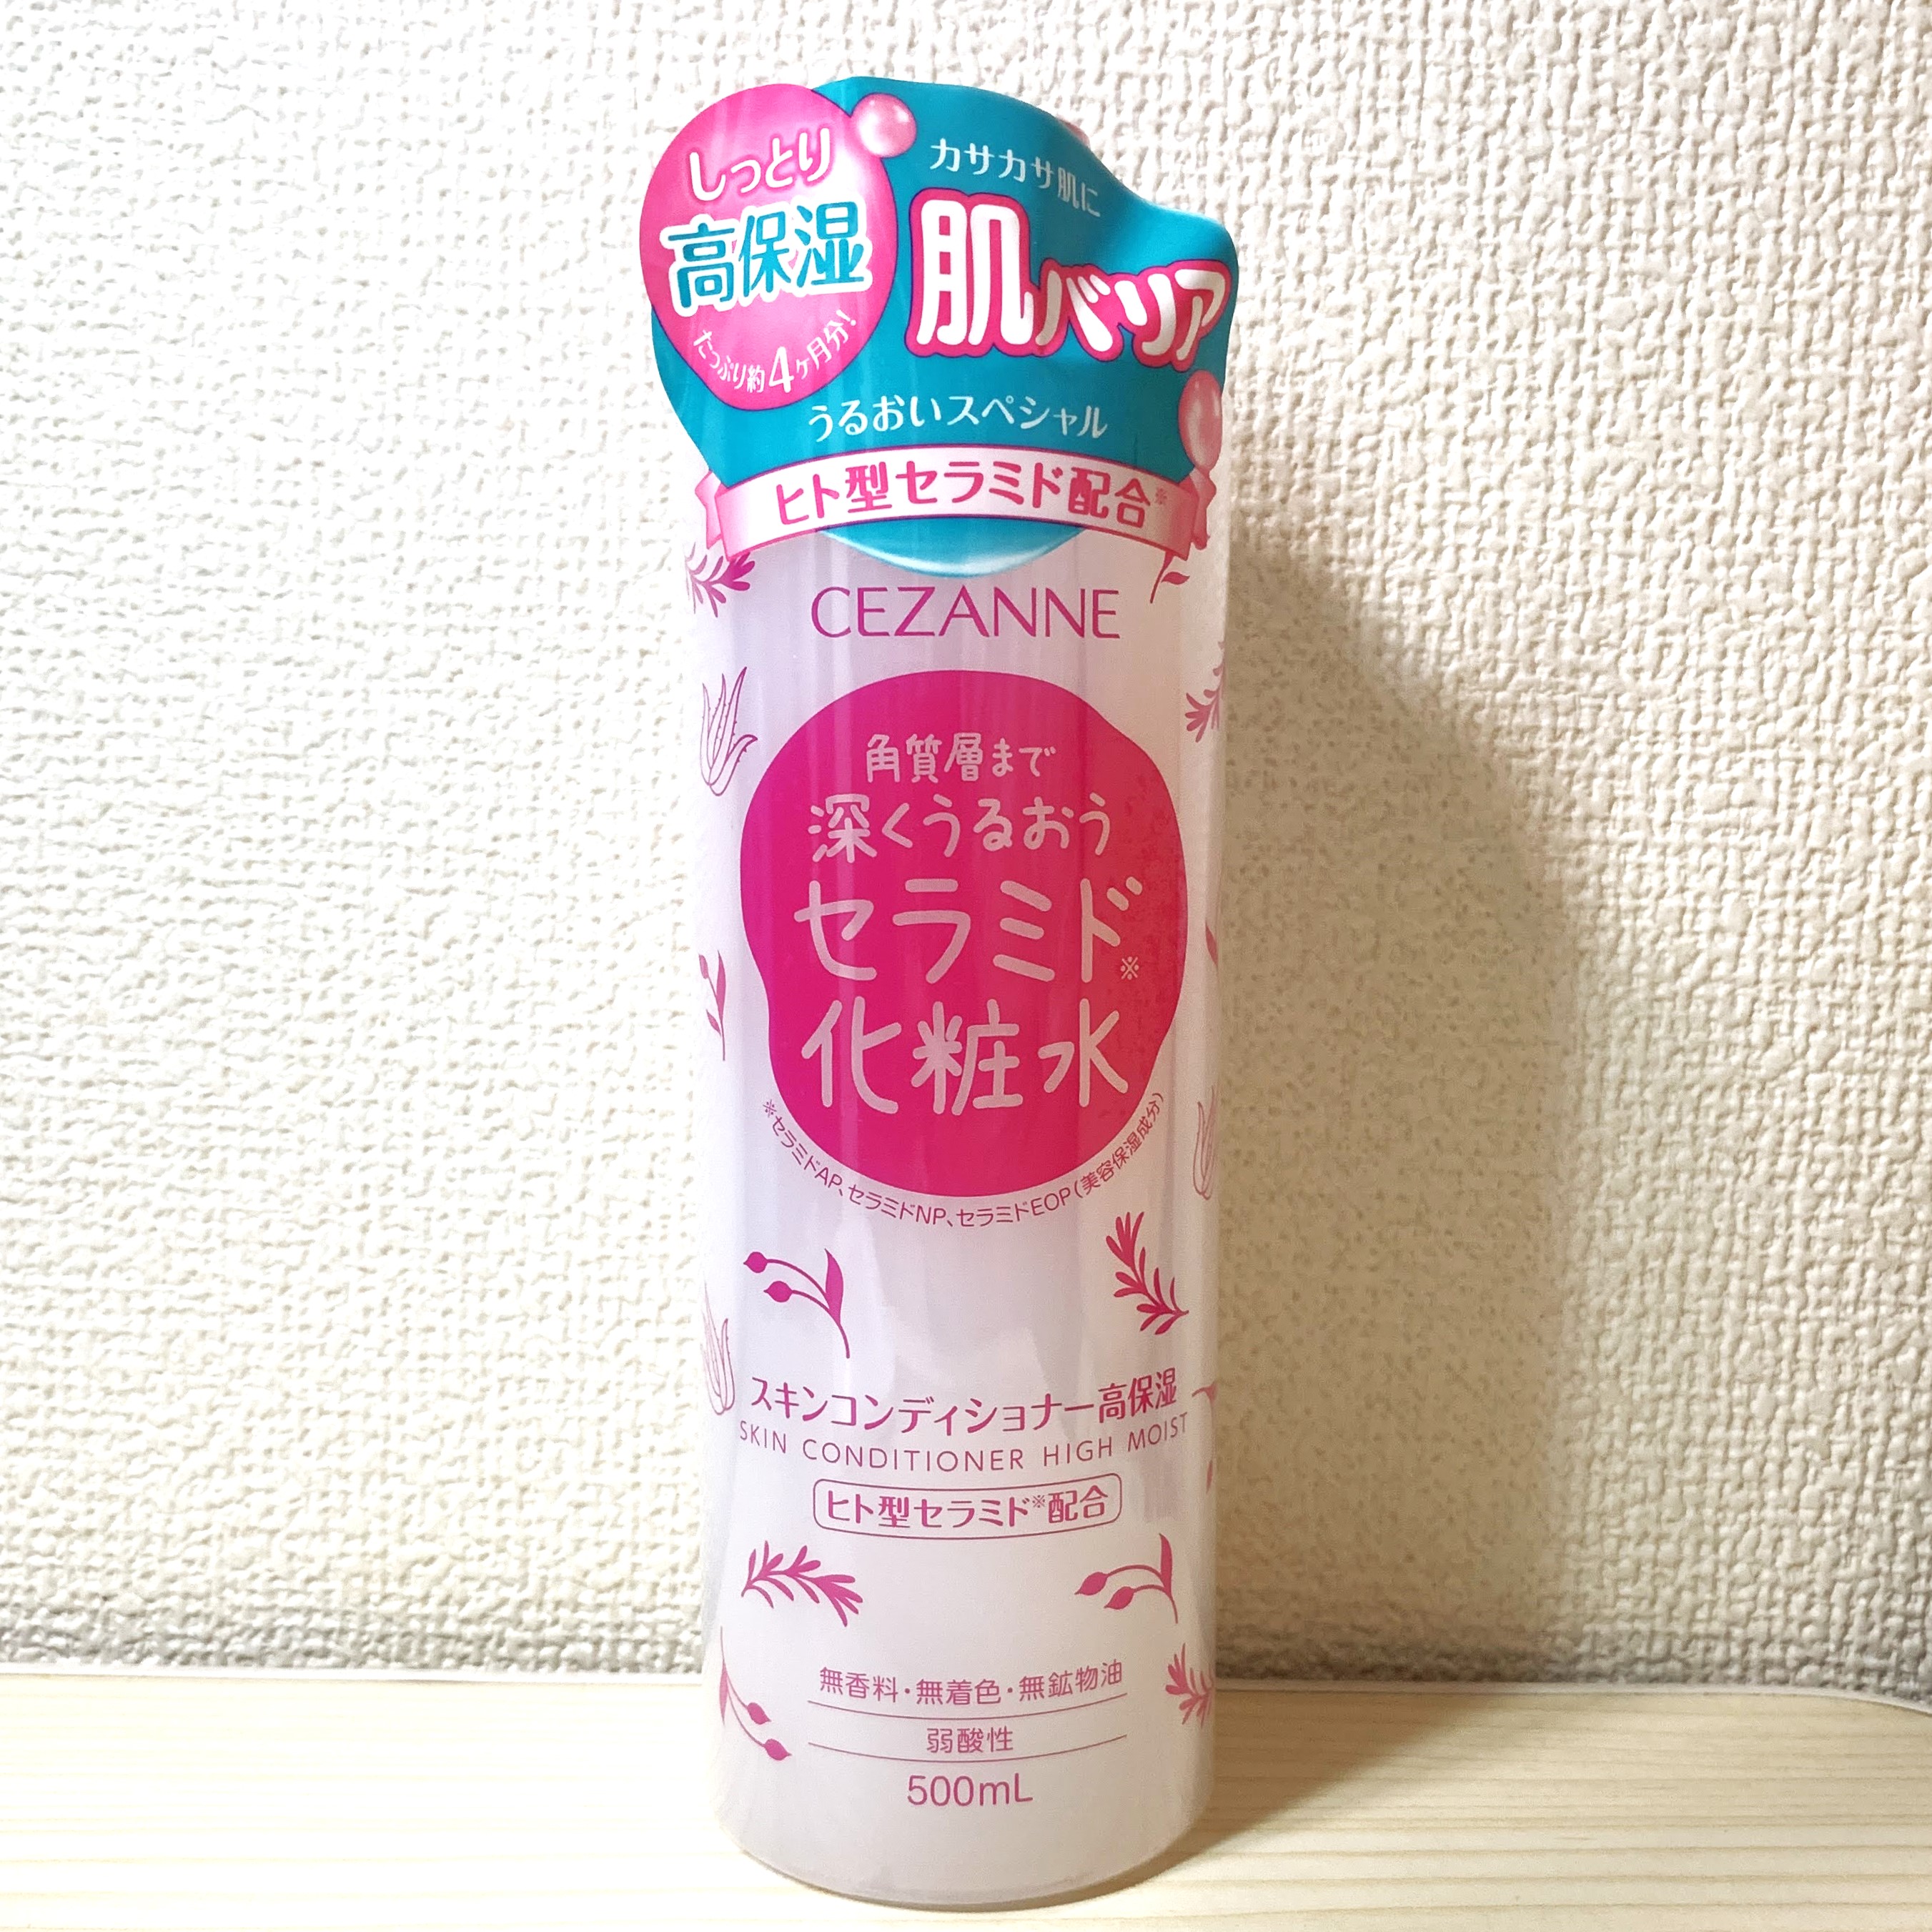 しっとり
高保湿
たっぷり約4ヶ月分!
カサカサ肌に
肌バリア
うるおいスペシャル
ヒト型セラミド配合※
CEZANNE
角質層まで
深くうるおう
セラミド※
化粧水
※セラミドAP、セラミドNP、セラミドEOP(美容保湿成分)
スキンコンディショナー高保湿
SKIN CONDITIONER HIGH MOIST
ヒト型セラミド※配合
無香料・無着色・無鉱物油
弱酸性
500mL